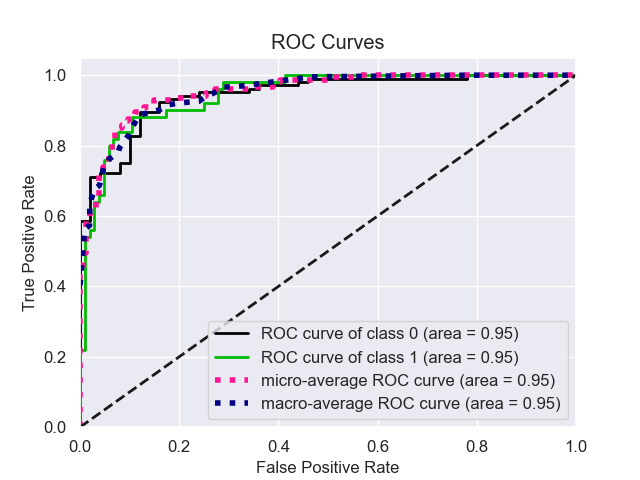 ROC Curves
1.0
0.8
0.6
0.4
0.2
0.0
True Positive Rate
ROC curve of class 0 (area = 0.95)
ROC curve of class 1 (area = 0.95)
micro-average ROC curve (area = 0.95)
macro-average ROC curve (area = 0.95)
0.0 0.2 0.4 0.6 0.8 1.0
False Positive Rate